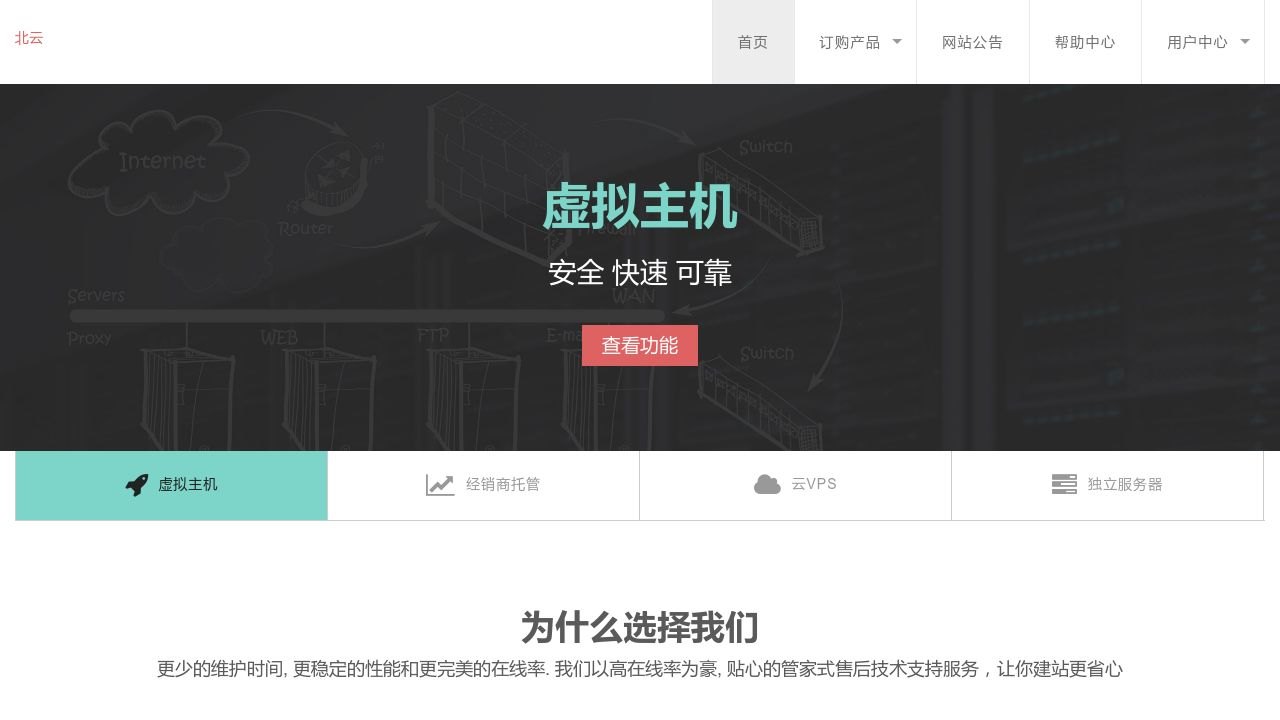 北云
首页
订购产品
网站公告
帮助中心
用户中心
Internet
Router
Switch
Firewall
虚拟主机
安全 快速 可靠
Servers
WAN
Proxy
WEB
FTP
E-ma
Switch
查看功能
虚拟主机
经销商托管
云VPS
独立服务器
为什么选择我们
更少的维护时间, 更稳定的性能和更完美的在线率. 我们以高在线率为豪, 贴心的管家式售后技术支持服务，让你建站更省心